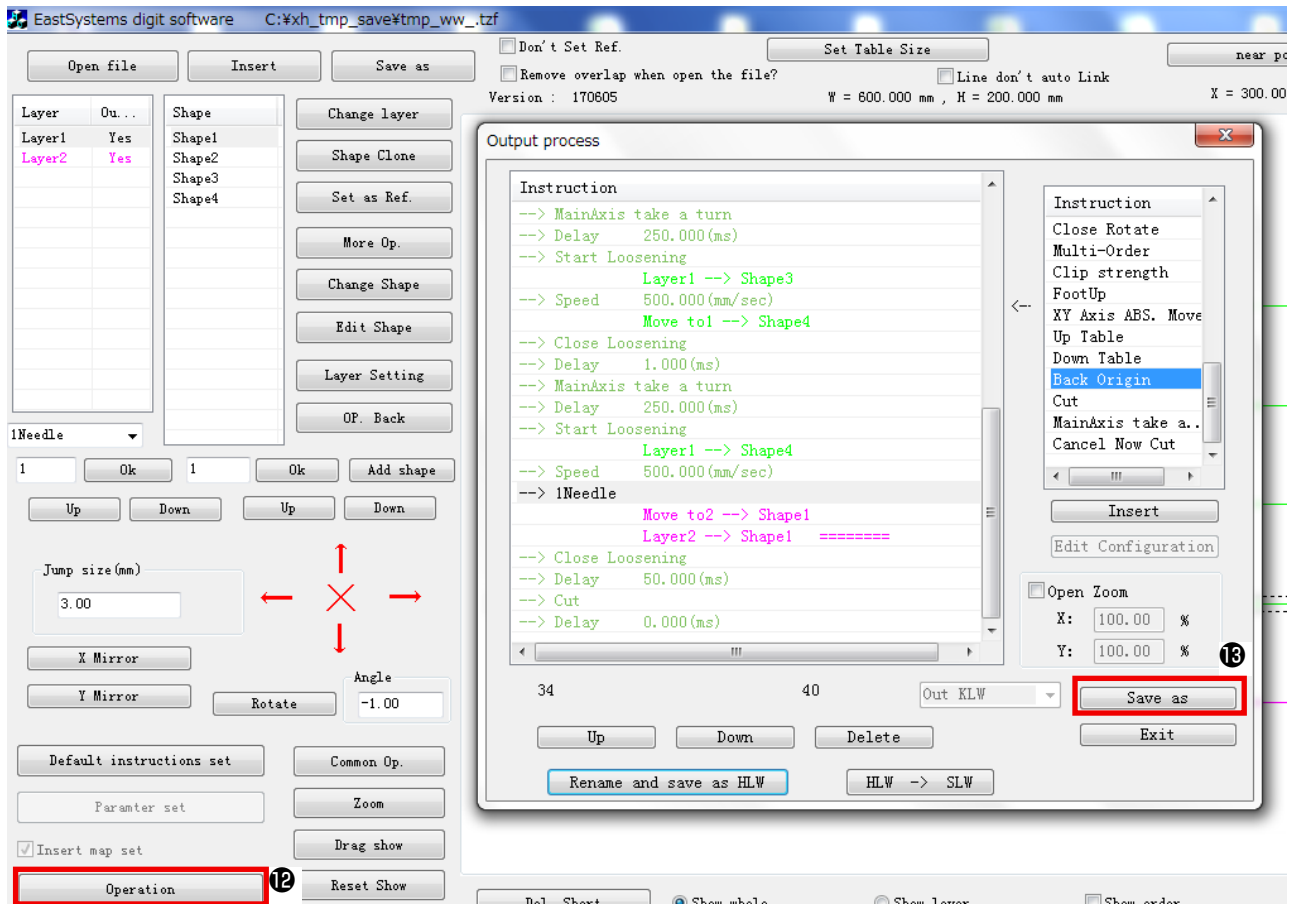 EastSystems digit software C:¥xh_tmp_save¥tmp_ww_.tzf
Open file Insert Save as
Don't Set Ref. Set Table Size near po
Remove overlap when open the file? Line don't auto Link
Version : 170605 W = 600.000 mm , H = 200.000 mm X = 300.00
Layer Ou...
Layer1 Yes
Layer2 Yes
Shape
Shape1
Shape2
Shape3
Shape4
Change layer
Shape Clone
Set as Ref.
More Op.
Change Shape
Edit Shape
Layer Setting
OP. Back
1Needle
1 Ok 1 Ok Add shape
Up Down Up Down
Jump size(mm)
3.00
X Mirror
Y Mirror
Rotate
Angle
-1.00
Default instructions set Common Op.
Paramter set Zoom
Insert map set Drag show
Operation ⓬ Reset Show
Output process
Instruction
--> MainAxis take a turn
--> Delay 250.000(ms)
--> Start Loosening
Layer1 --> Shape3
--> Speed 500.000(mm/sec)
Move to1 --> Shape4
--> Close Loosening
--> Delay 1.000(ms)
--> MainAxis take a turn
--> Delay 250.000(ms)
--> Start Loosening
Layer1 --> Shape4
--> Speed 500.000(mm/sec)
--> 1Needle
Move to2 --> Shape1
Layer2 --> Shape1 ========
--> Close Loosening
--> Delay 50.000(ms)
--> Cut
--> Delay 0.000(ms)
<--
Instruction
Close Rotate
Multi-Order
Clip strength
FootUp
XY Axis ABS. Move
Up Table
Down Table
Back Origin
Cut
MainAxis take a..
Cancel Now Cut
Insert
Edit Configuration
Open Zoom
X: 100.00 %
Y: 100.00 %
⓭
34 40 Out KLW Save as
Up Down Delete Exit
Rename and save as HLW HLW -> SLW
Del. Short Show whole Show layer Show order